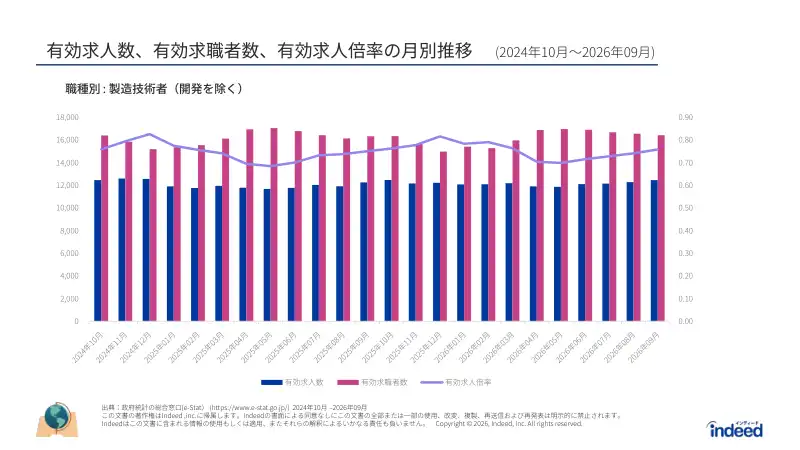 有効求人数、有効求職者数、有効求人倍率の月別推移 (2024年10月～2026年09月)
職種別 : 製造技術者（開発を除く）
18,000
16,000
14,000
12,000
10,000
8,000
6,000
4,000
2,000
0
0.90
0.80
0.70
0.60
0.50
0.40
0.30
0.20
0.10
0.00
2024年10月
2024年11月
2024年12月
2025年01月
2025年02月
2025年03月
2025年04月
2025年05月
2025年06月
2025年07月
2025年08月
2025年09月
2025年10月
2025年11月
2025年12月
2026年01月
2026年02月
2026年03月
2026年04月
2026年05月
2026年06月
2026年07月
2026年08月
2026年09月
有効求人数 有効求職者数 有効求人倍率
出典：政府統計の総合窓口(e-Stat) (https://www.e-stat.go.jp/) 2024年10月 –2026年09月
この文書の著作権はIndeed ,inc.に帰属します。Indeedの書面による同意なしにこの文書の全部または一部の使用、改変、複製、再送信および再発表は明示的に禁止されます。
Indeedはこの文書に含まれる情報の使用もしくは適用、またそれらの解釈によるいかなる責任も負いません。 Copyright © 2026, Indeed, Inc. All rights reserved.
インディード
indeed